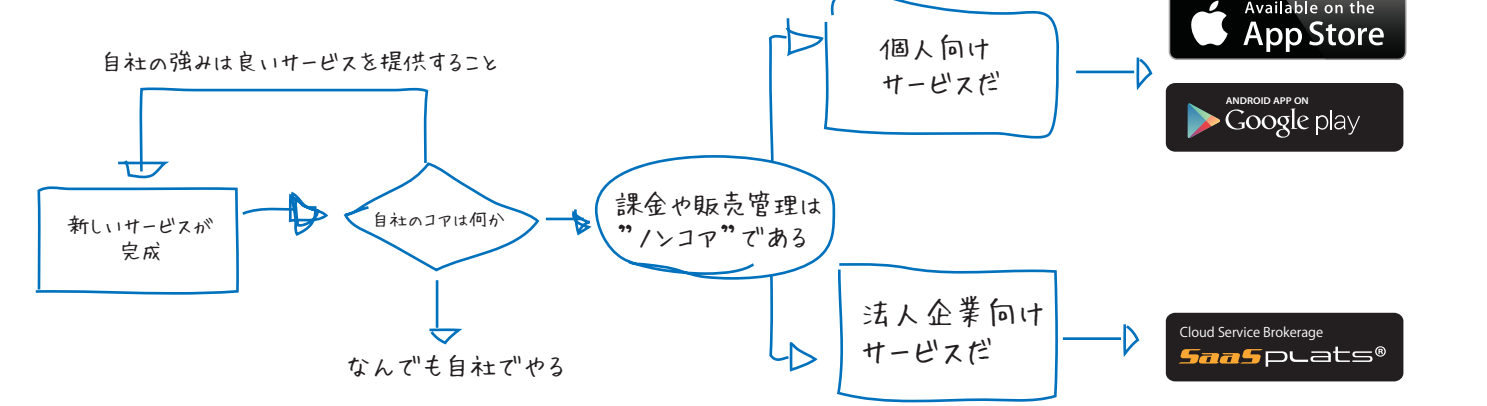 自社の強みは良いサービスを提供すること
新しいサービスが
完成
自社のコアは何か
なんでも自社でやる
課金や販売管理は
”ノンコア”である
個人向け
サービスだ
Available on the
App Store
ANDROID APP ON
Google play
法人企業向け
サービスだ
Cloud Service Brokerage
SaaSplats®